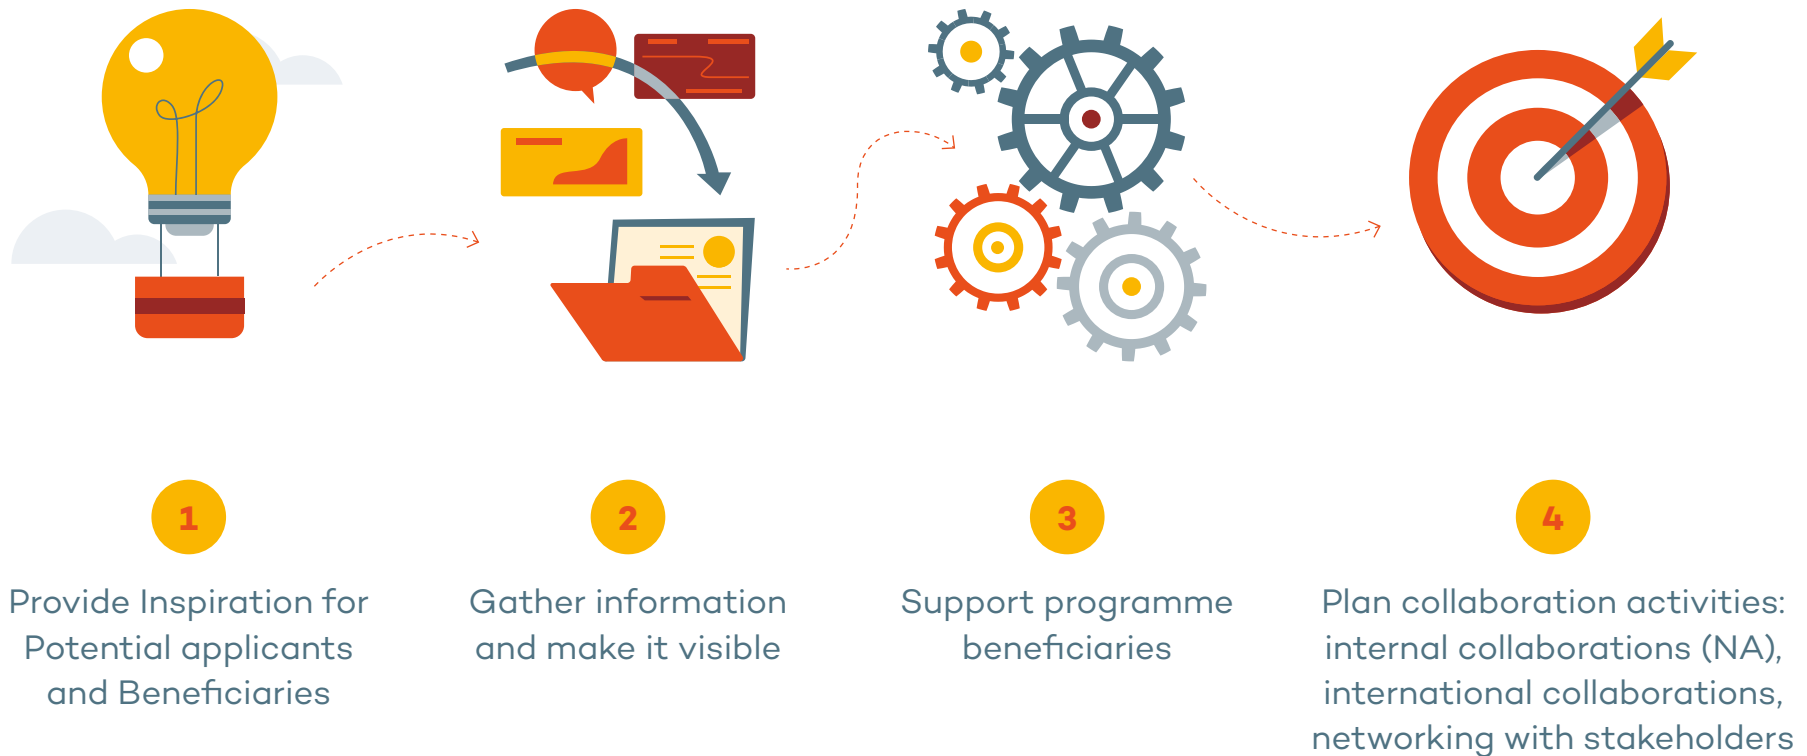 1
Provide Inspiration for
Potential applicants
and Beneficiaries
2
Gather information
and make it visible
3
Support programme
beneficiaries
4
Plan collaboration activities:
internal collaborations (NA),
international collaborations,
networking with stakeholders